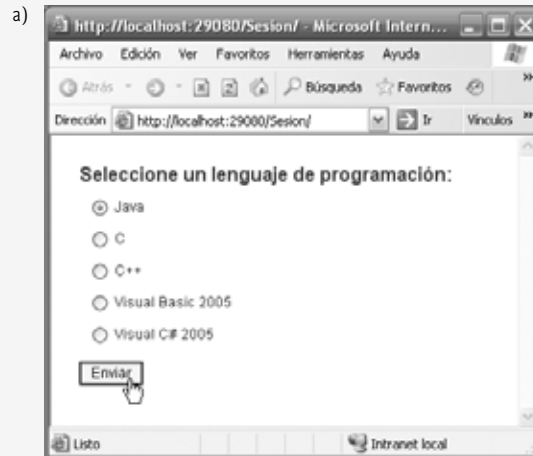 a)
http://localhost:29080/Sesion/ - Microsoft Intern...
Archivo Edición Ver Favoritos Herramientas Ayuda
Atrás Búsqueda Favoritos »
Dirección http://localhost:29080/Sesion/ Ir Vínculos »
Seleccione un lenguaje de programación:
Java
C
C++
Visual Basic 2005
Visual C# 2005
Enviar
Listo Intranet local